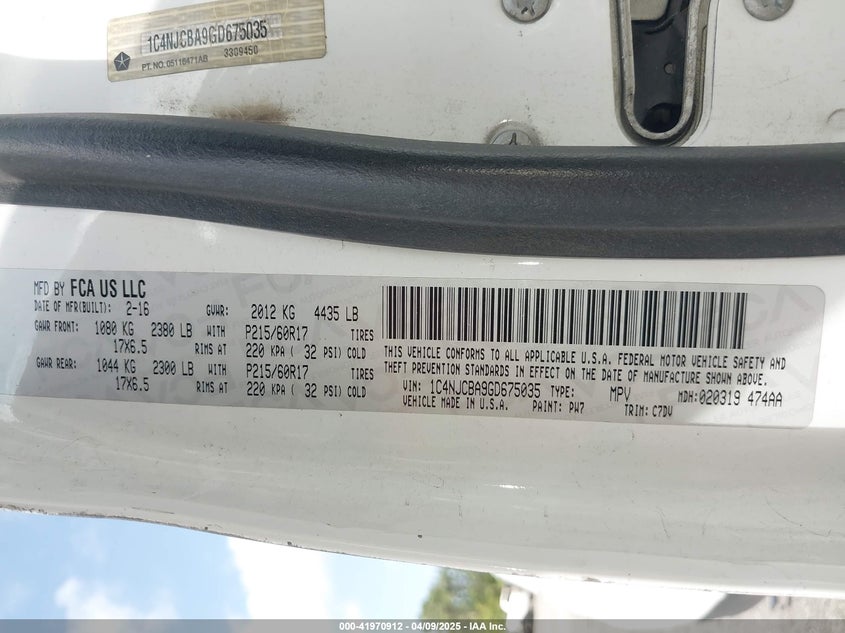 1C4NJCBA9GD675035
3309450
PT. NO.05116471AB
MFD BY FCA US LLC
DATE OF MFR(BUILT): 2-16 GVWR: 2012 KG 4435 LB
GAWR FRONT: 1080 KG 2380 LB WITH P215/60R17 TIRES
17X6.5 RIMS AT 220 KPA ( 32 PSI) COLD
GAWR REAR: 1044 KG 2300 LB WITH P215/60R17 TIRES
17X6.5 RIMS AT 220 KPA ( 32 PSI) COLD
THIS VEHICLE CONFORMS TO ALL APPLICABLE U.S.A. FEDERAL MOTOR VEHICLE SAFETY AND
THEFT PREVENTION STANDARDS IN EFFECT ON THE DATE OF MANUFACTURE SHOWN ABOVE.
VIN: 1C4NJCBA9GD675035 TYPE: MPV MDH: 020319 474AA
VEHICLE MADE IN U.S.A. PAINT: PW7 TRIM: C7DV
000-41970912 - 04/09/2025 - IAA Inc.